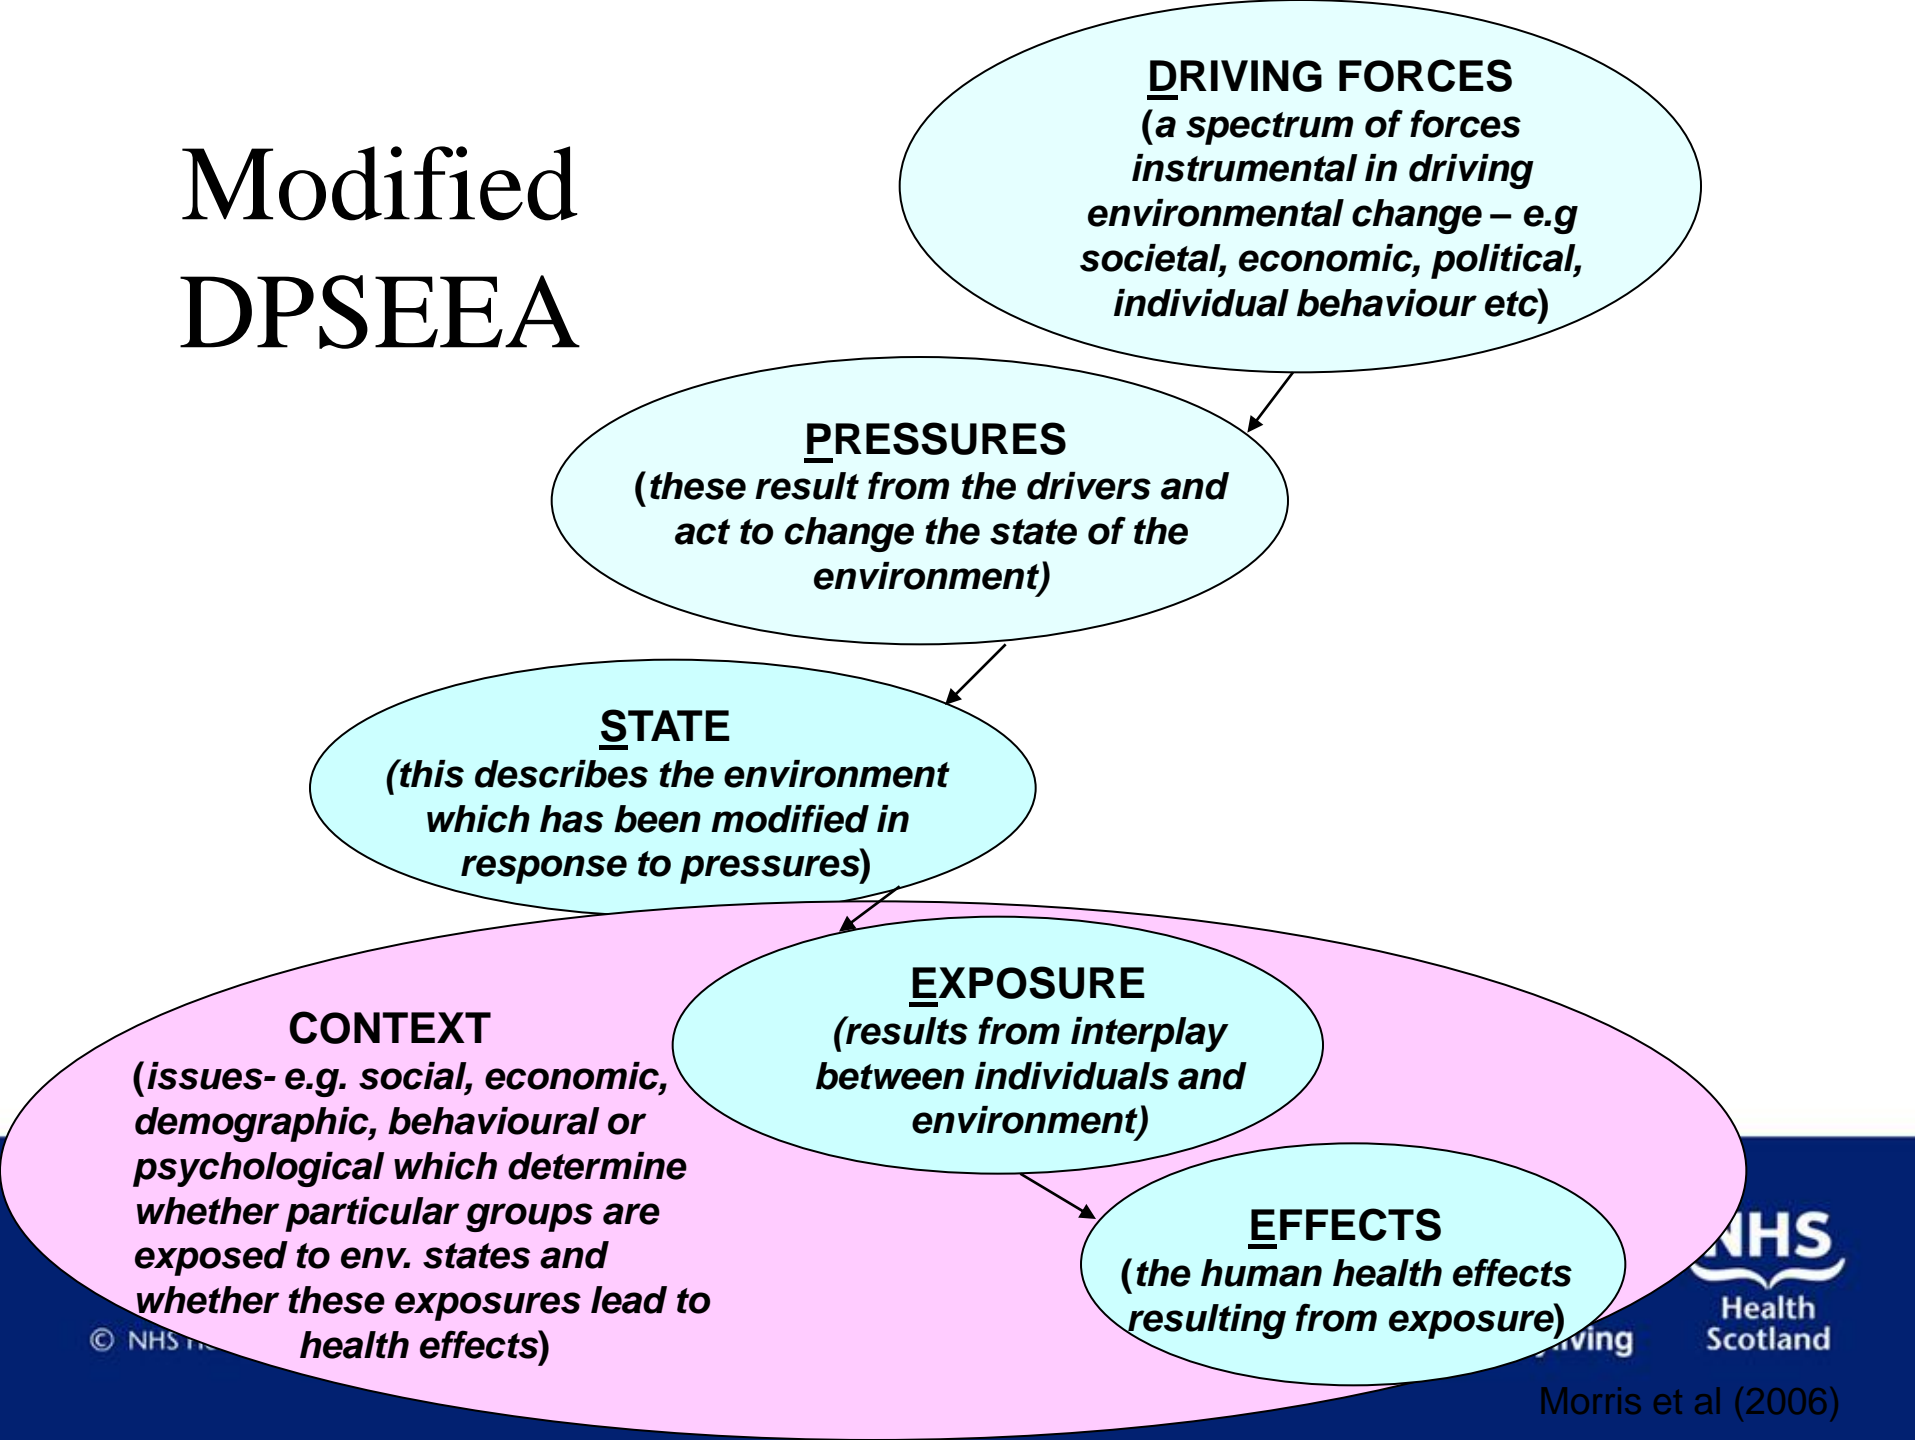 Modified
DPSEEA
DRIVING FORCES
(a spectrum of forces
instrumental in driving
environmental change – e.g
societal, economic, political,
individual behaviour etc)
PRESSURES
(these result from the drivers and
act to change the state of the
environment)
STATE
(this describes the environment
which has been modified in
response to pressures)
EXPOSURE
(results from interplay
between individuals and
environment)
CONTEXT
(issues- e.g. social, economic,
demographic, behavioural or
psychological which determine
whether particular groups are
exposed to env. states and
whether these exposures lead to
health effects)
EFFECTS
(the human health effects
resulting from exposure)
© NHS
NHS
Health
Scotland
Morris et al (2006)